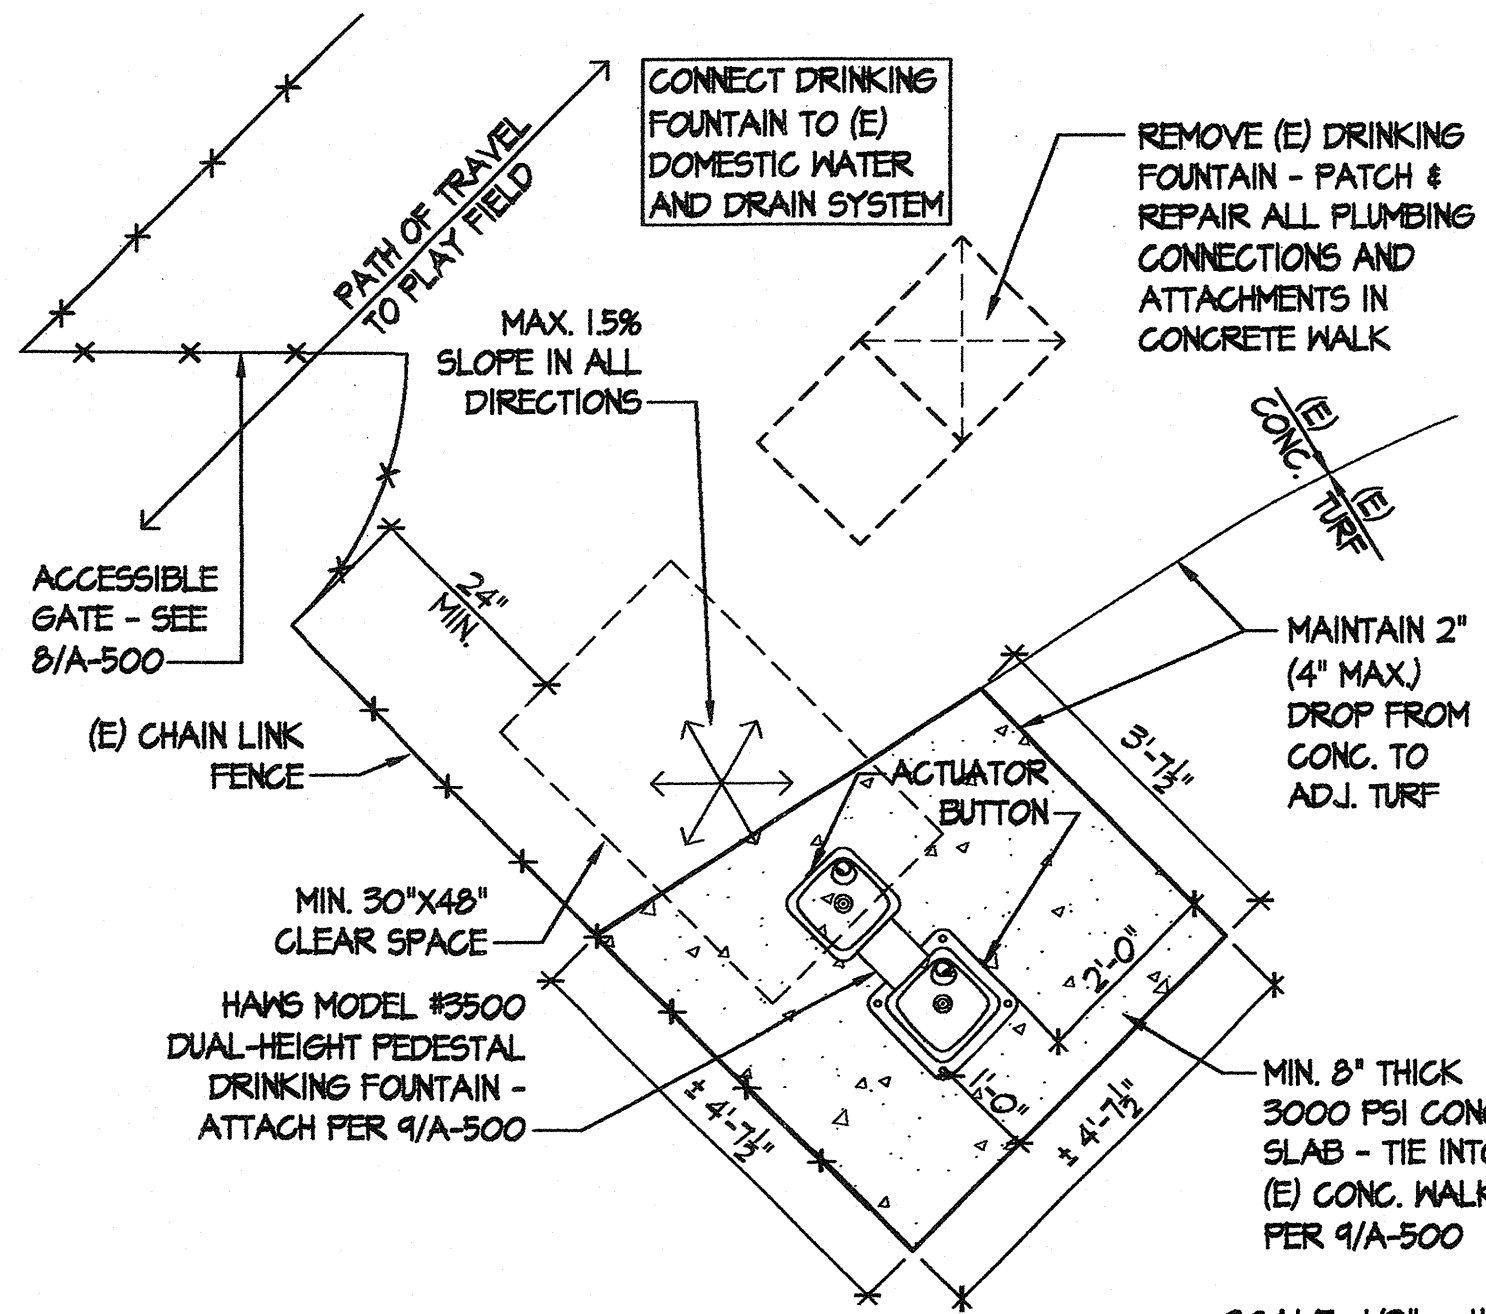 CONNECT DRINKING
FOUNTAIN TO (E)
DOMESTIC WATER
AND DRAIN SYSTEM
REMOVE (E) DRINKING
FOUNTAIN - PATCH &
REPAIR ALL PLUMBING
CONNECTIONS AND
ATTACHMENTS IN
CONCRETE WALK
PATH OF TRAVEL
TO PLAY FIELD
MAX. 1.5%
SLOPE IN ALL
DIRECTIONS
(E)
CONC.
(E)
TURF
ACCESSIBLE
GATE - SEE
8/A-500
24"
MIN.
MAINTAIN 2"
(4" MAX.)
DROP FROM
CONC. TO
ADJ. TURF
(E) CHAIN LINK
FENCE
3'-7½"
ACTUATOR
BUTTON
MIN. 30"X48"
CLEAR SPACE
2'-0"
HAWS MODEL #3500
DUAL-HEIGHT PEDESTAL
DRINKING FOUNTAIN -
ATTACH PER 9/A-500
± 4'-7½"
1'-0"
± 4'-7½"
MIN. 8" THICK
3000 PSI CONC
SLAB - TIE INTO
(E) CONC. WALK
PER 9/A-500